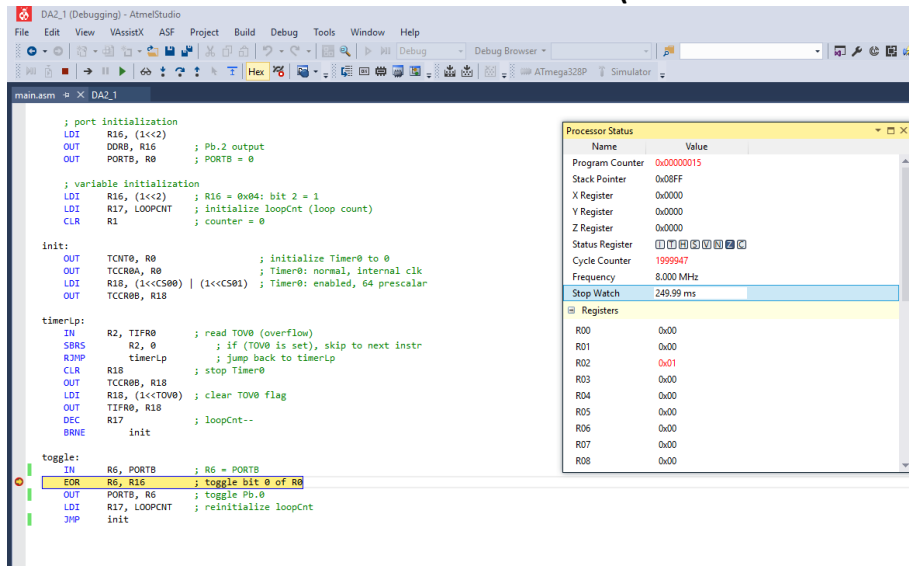 DA2_1 (Debugging) - AtmelStudio
File Edit View VAssistX ASF Project Build Debug Tools Window Help
Debug Debug Browser
Hex ATmega328P Simulator
main.asm DA2_1
; port initialization
LDI R16, (1<<2)
OUT DDRB, R16 ; Pb.2 output
OUT PORTB, R0 ; PORTB = 0
; variable initialization
LDI R16, (1<<2) ; R16 = 0x04: bit 2 = 1
LDI R17, LOOPCNT ; initialize loopCnt (loop count)
CLR R1 ; counter = 0
init:
OUT TCNT0, R0 ; initialize Timer0 to 0
OUT TCCR0A, R0 ; Timer0: normal, internal clk
LDI R18, (1<<CS00) | (1<<CS01) ; Timer0: enabled, 64 prescalar
OUT TCCR0B, R18
timerLp:
IN R2, TIFR0 ; read TOV0 (overflow)
SBRS R2, 0 ; if (TOV0 is set), skip to next instr
RJMP timerLp ; jump back to timerLp
CLR R18 ; stop Timer0
OUT TCCR0B, R18
LDI R18, (1<<TOV0) ; clear TOV0 flag
OUT TIFR0, R18
DEC R17 ; loopCnt--
BRNE init
toggle:
IN R6, PORTB ; R6 = PORTB
EOR R6, R16 ; toggle bit 0 of R0
OUT PORTB, R6 ; toggle Pb.0
LDI R17, LOOPCNT ; reinitialize loopCnt
JMP init
Processor Status
Name Value
Program Counter 0x00000015
Stack Pointer 0x08FF
X Register 0x0000
Y Register 0x0000
Z Register 0x0000
Status Register I T H S V N Z C
Cycle Counter 1999947
Frequency 8.000 MHz
Stop Watch 249.99 ms
Registers
R00 0x00
R01 0x00
R02 0x01
R03 0x00
R04 0x00
R05 0x00
R06 0x00
R07 0x00
R08 0x00